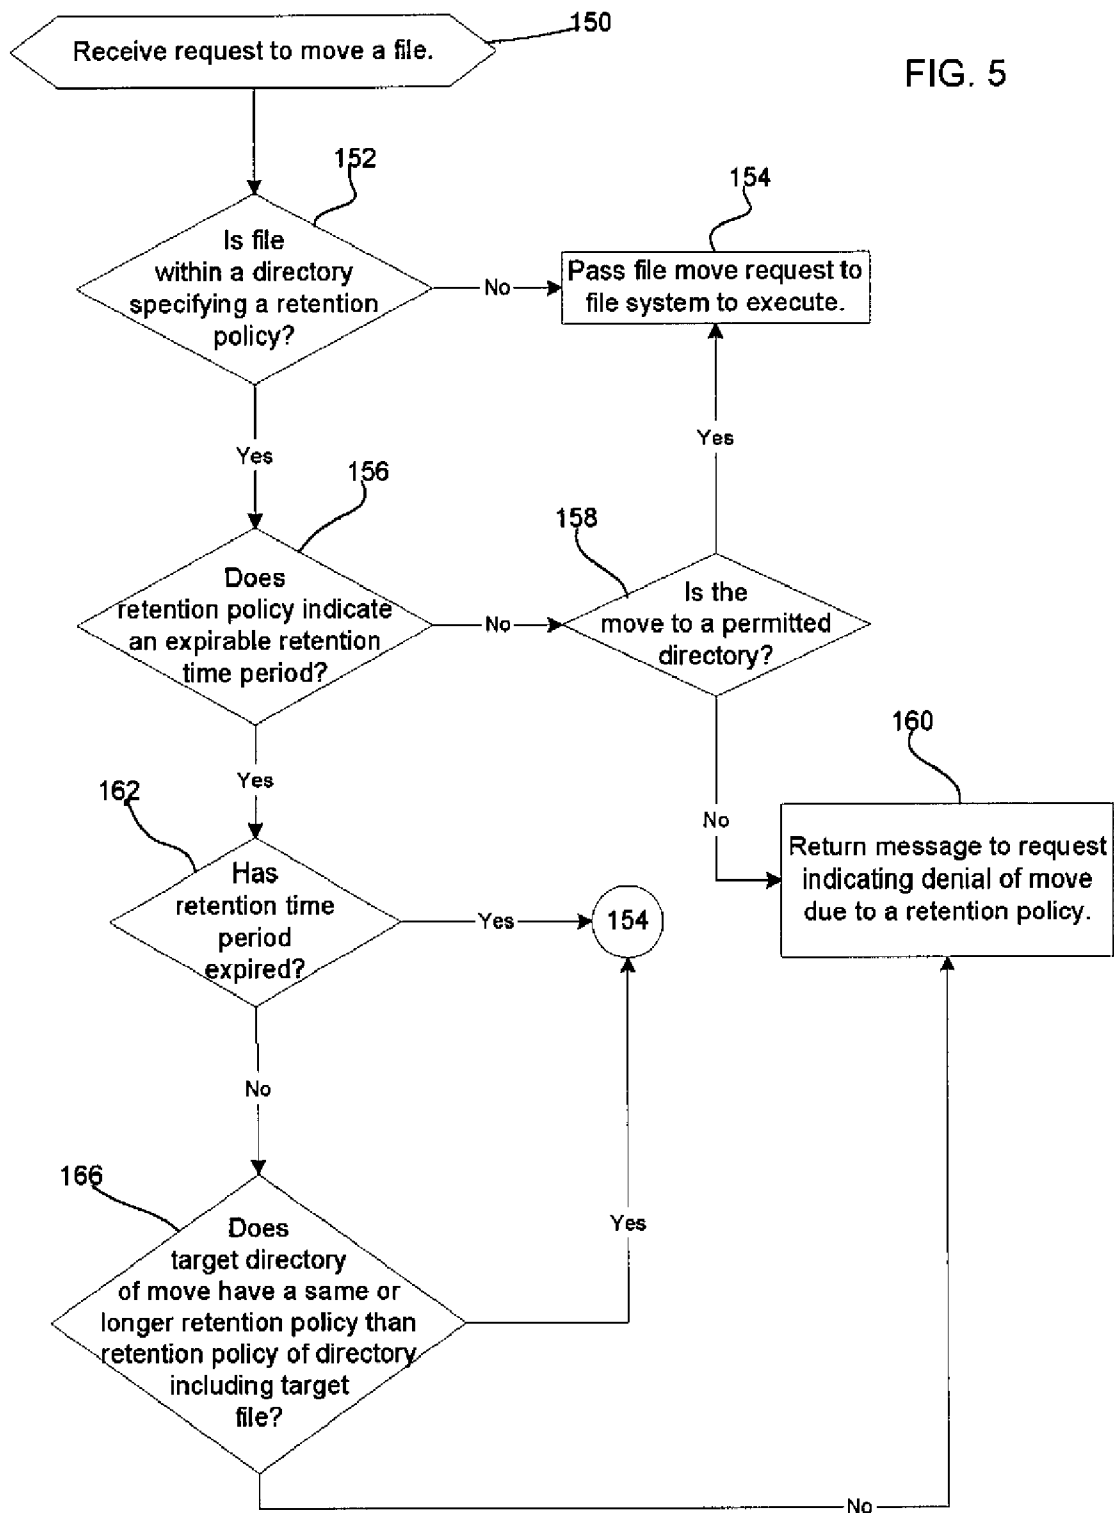 150
Receive request to move a file.
FIG. 5
152
Is file
within a directory
specifying a retention
policy?
No
154
Pass file move request to
file system to execute.
Yes
Yes
156
Does
retention policy indicate
an expirable retention
time period?
No
158
Is the
move to a permitted
directory?
No
160
Return message to request
indicating denial of move
due to a retention policy.
Yes
162
Has
retention time
period
expired?
Yes
154
No
166
Does
target directory
of move have a same or
longer retention policy than
retention policy of directory
including target
file?
Yes
No